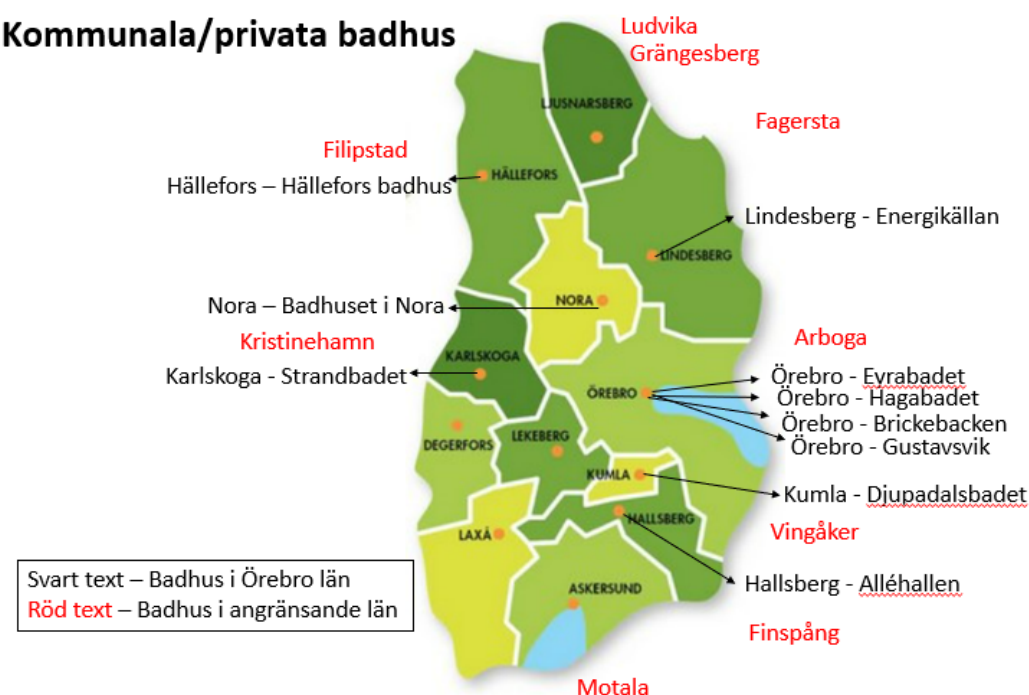 Kommunala/privata badhus
Ludvika
Grängesberg
LJUSNARSBERG
Fagersta
Filipstad
HÄLLEFORS
Hällefors – Hällefors badhus
Lindesberg - Energikällan
LINDESBERG
NORA
Nora – Badhuset i Nora
Kristinehamn
Arboga
KARLSKOGA
Karlskoga - Strandbadet
Örebro - Evrabadet
ÖREBRO
Örebro - Hagabadet
Örebro - Brickebacken
Örebro - Gustavsvik
DEGERFORS
LEKEBERG
KUMLA
Kumla - Djupadalsbadet
HALLSBERG
Vingåker
LAXÅ
Svart text – Badhus i Örebro län
Röd text – Badhus i angränsande län
ASKERSUND
Hallsberg - Alléhallen
Finspång
Motala